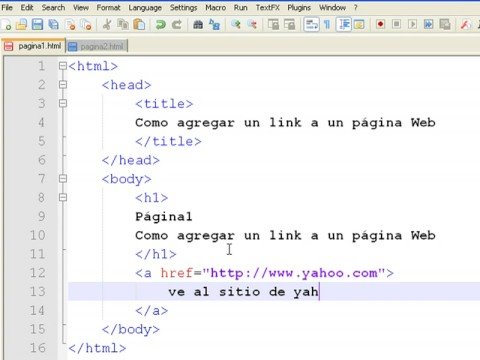 File Edit Search View Format Language Settings Macro Run TextFX Plugins Window ?
pagina1.html pagina2.html
1 <html>
2 <head>
3 <title>
4 Como agregar un link a un página Web
5 </title>
6 </head>
7 <body>
8 <h1>
9 Página1
10 Como agregar un link a un página Web
11 </h1>
12 <a href="http://www.yahoo.com">
13 ve al sitio de yah
14 </a>
15 </body>
16 </html>